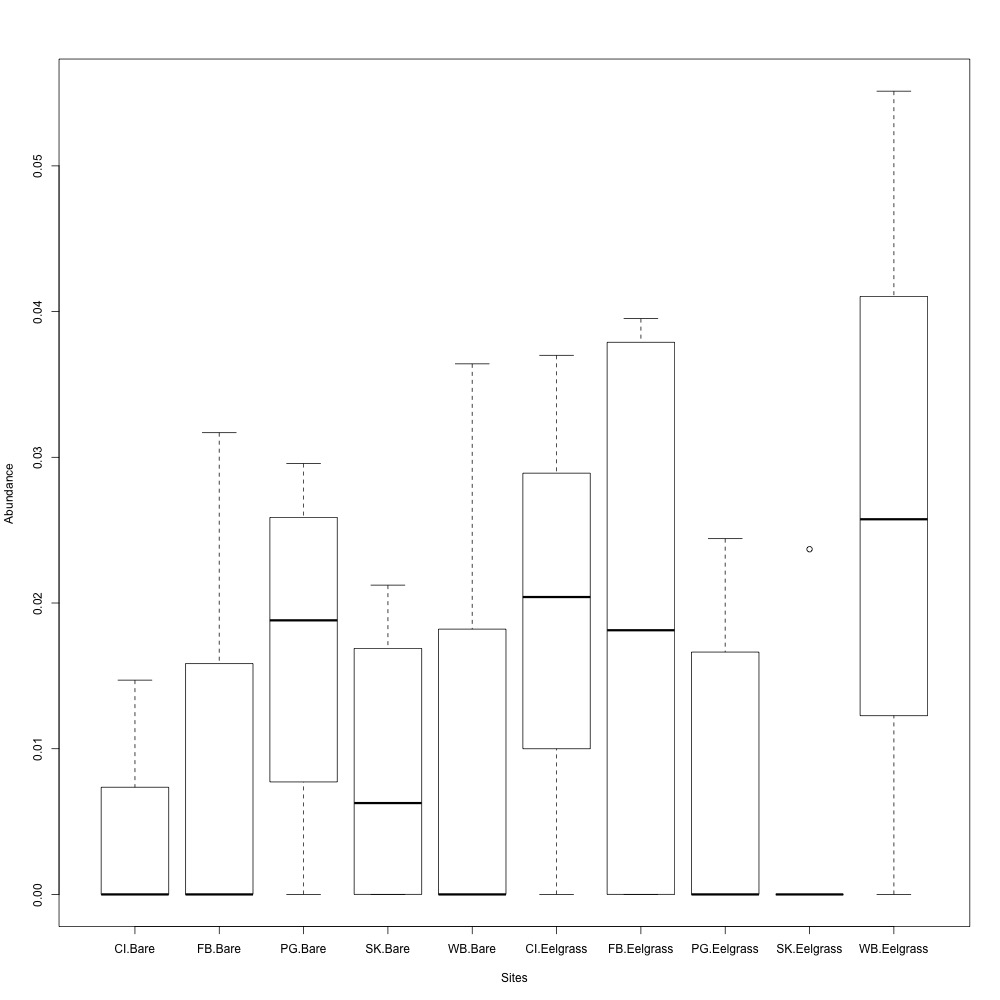 Abundance
0.05
0.04
0.03
0.02
0.01
0.00
CI.Bare FB.Bare PG.Bare SK.Bare WB.Bare CI.Eelgrass FB.Eelgrass PG.Eelgrass SK.Eelgrass WB.Eelgrass
Sites